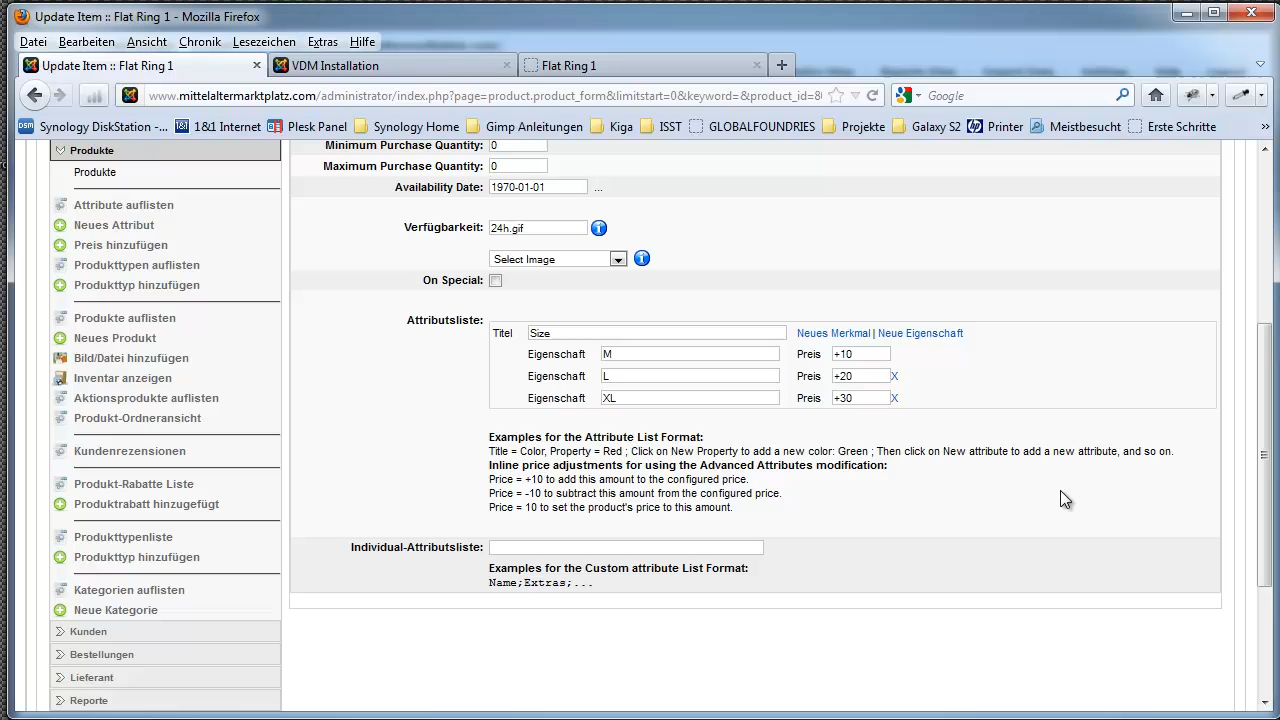 Update Item :: Flat Ring 1 - Mozilla Firefox
Datei Bearbeiten Ansicht Chronik Lesezeichen Extras Hilfe
Update Item :: Flat Ring 1 × VDM Installation × Flat Ring 1 × +
www.mittelaltermarktplatz.com/administrator/index.php?page=product.product_form&limitstart=0&keyword=&product_id=8 Google
Synology DiskStation -... 1&1 Internet Plesk Panel Synology Home Gimp Anleitungen Kiga ISST GLOBALFOUNDRIES Projekte Galaxy S2 Printer Meistbesucht Erste Schritte »
Produkte
Produkte
Attribute auflisten
Neues Attribut
Preis hinzufügen
Produkttypen auflisten
Produkttyp hinzufügen
Produkte auflisten
Neues Produkt
Bild/Datei hinzufügen
Inventar anzeigen
Aktionsprodukte auflisten
Produkt-Ordneransicht
Kundenrezensionen
Produkt-Rabatte Liste
Produktrabatt hinzugefügt
Produkttypenliste
Produkttyp hinzufügen
Kategorien auflisten
Neue Kategorie
Kunden
Bestellungen
Lieferant
Reporte
Minimum Purchase Quantity: 0
Maximum Purchase Quantity: 0
Availability Date: 1970-01-01 ...
Verfügbarkeit: 24h.gif
Select Image
On Special:
Attributsliste:
Titel Size Neues Merkmal | Neue Eigenschaft
Eigenschaft M Preis +10
Eigenschaft L Preis +20 X
Eigenschaft XL Preis +30 X
Examples for the Attribute List Format:
Title = Color, Property = Red ; Click on New Property to add a new color: Green ; Then click on New attribute to add a new attribute, and so on.
Inline price adjustments for using the Advanced Attributes modification:
Price = +10 to add this amount to the configured price.
Price = -10 to subtract this amount from the configured price.
Price = 10 to set the product's price to this amount.
Individual-Attributsliste:
Examples for the Custom attribute List Format:
Name;Extras;...